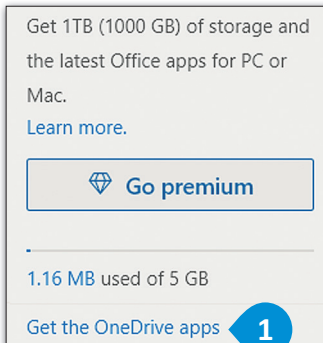 Get 1TB (1000 GB) of storage and
the latest Office apps for PC or
Mac.
Learn more.
Go premium
1.16 MB used of 5 GB
Get the OneDrive apps
1